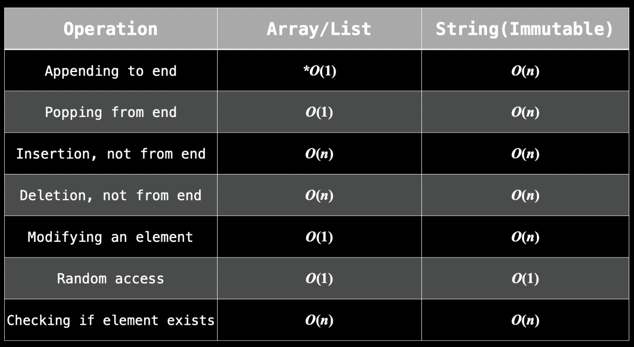 Operation Array/List String(Immutable)
Appending to end *O(1) O(n)
Popping from end O(1) O(n)
Insertion, not from end O(n) O(n)
Deletion, not from end O(n) O(n)
Modifying an element O(1) O(n)
Random access O(1) O(1)
Checking if element exists O(n) O(n)